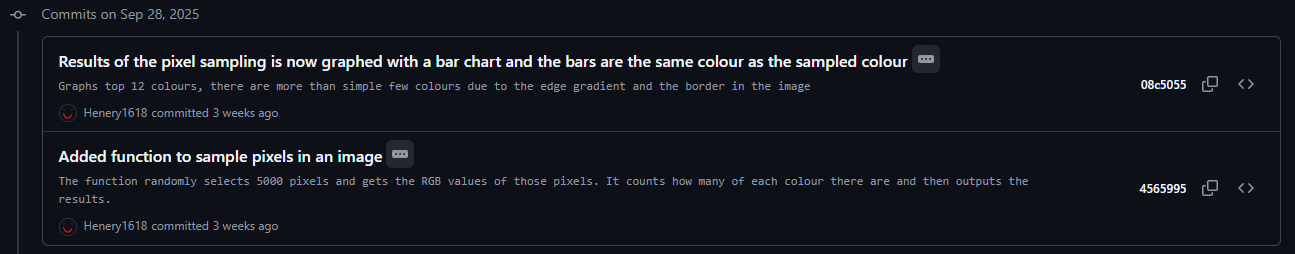 Commits on Sep 28, 2025
Results of the pixel sampling is now graphed with a bar chart and the bars are the same colour as the sampled colour
Graphs top 12 colours, there are more than simple few colours due to the edge gradient and the border in the image
08c5055
Henery1618 committed 3 weeks ago
Added function to sample pixels in an image
The function randomly selects 5000 pixels and gets the RGB values of those pixels. It counts how many of each colour there are and then outputs the
results.
4565995
Henery1618 committed 3 weeks ago